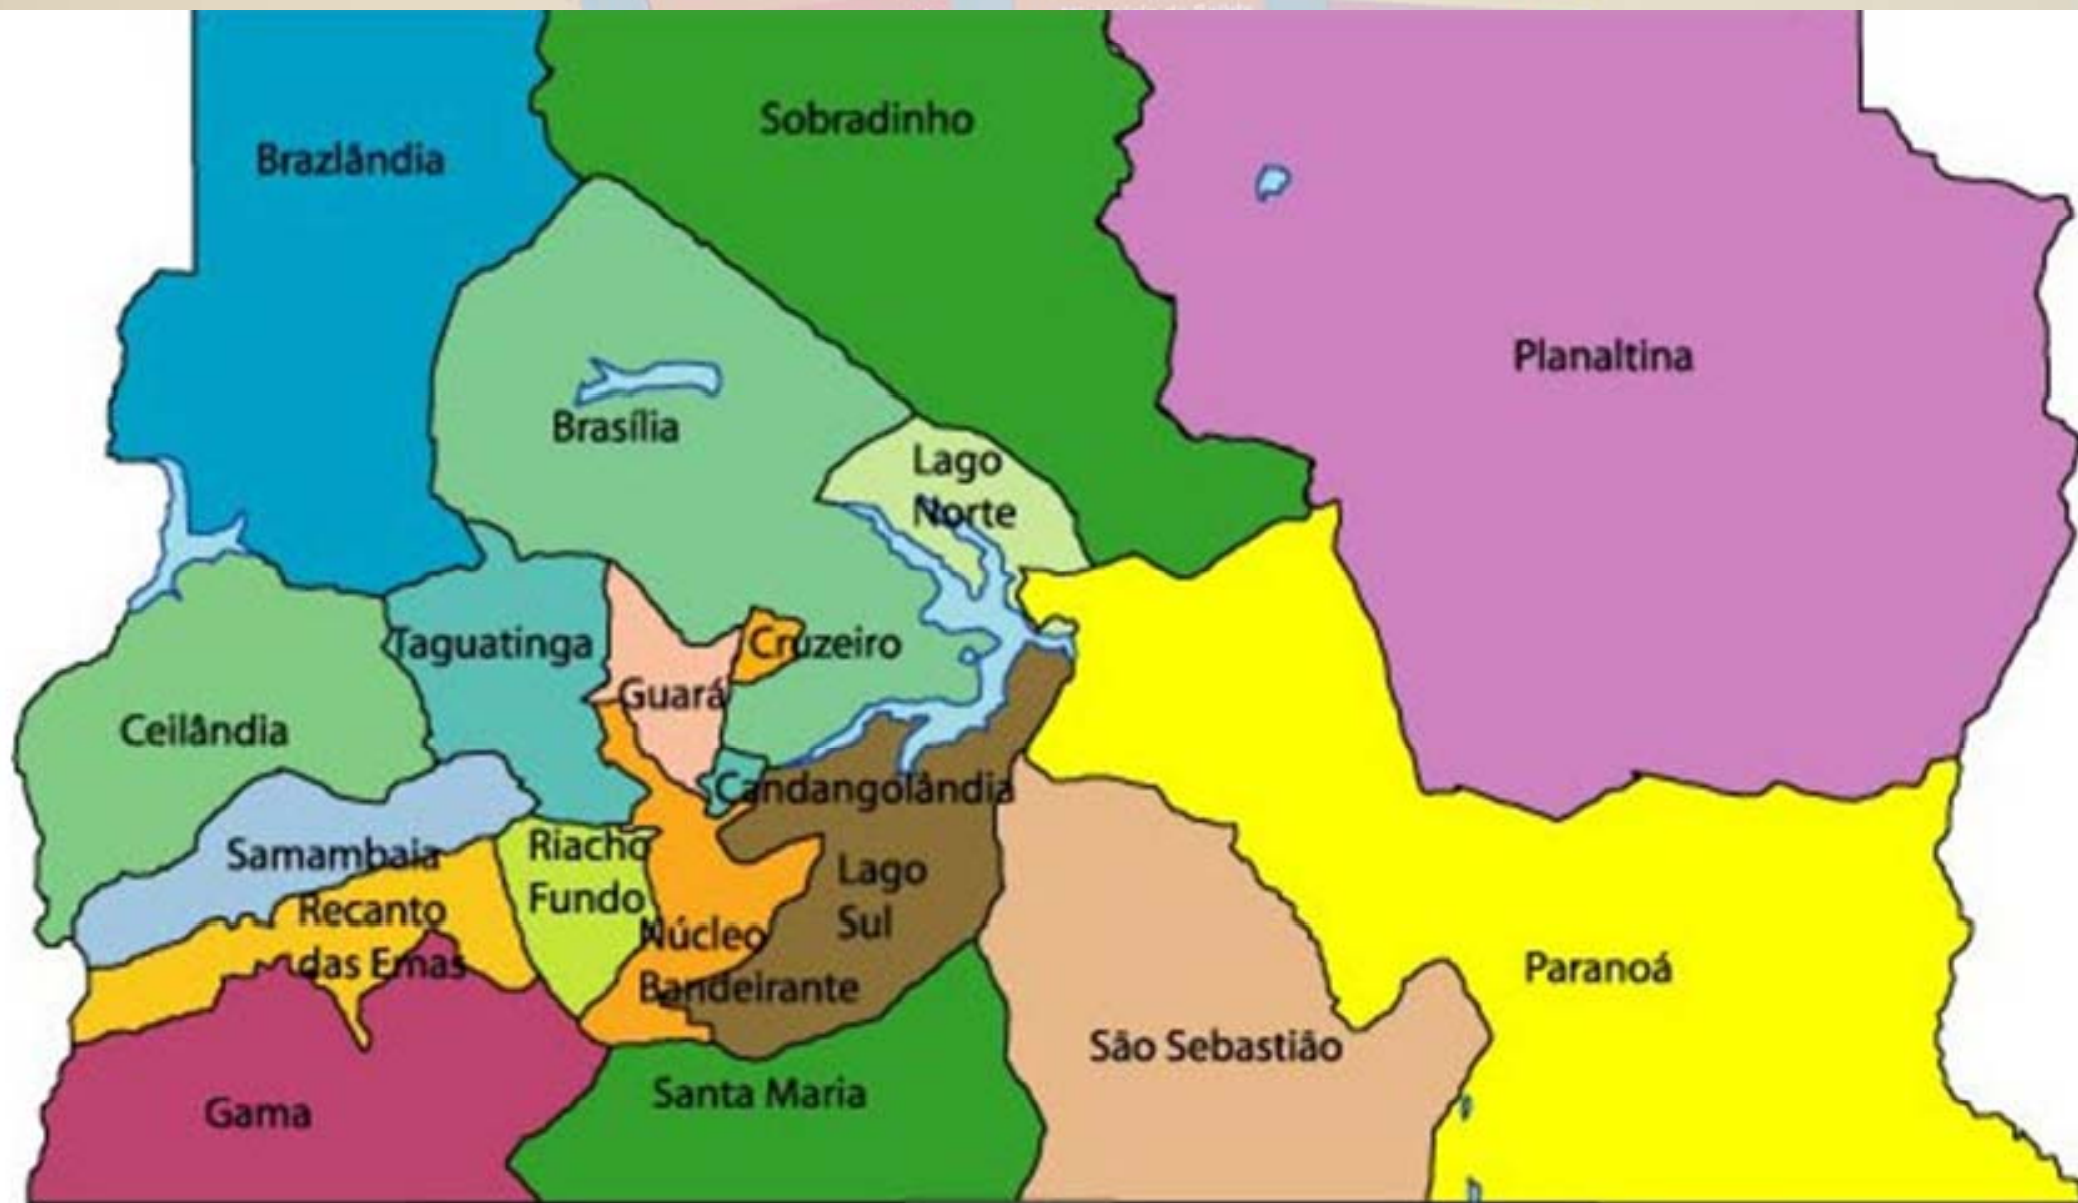 Sobradinho
Brazlândia
Planaltina
Brasília
Lago
Norte
Taguatinga
Cruzeiro
Guará
Ceilândia
Candangolândia
Samambaia
Riacho
Fundo
Lago
Sul
Recanto
das Emas
Núcleo
Bandeirante
Paranoá
São Sebastião
Santa Maria
Gama